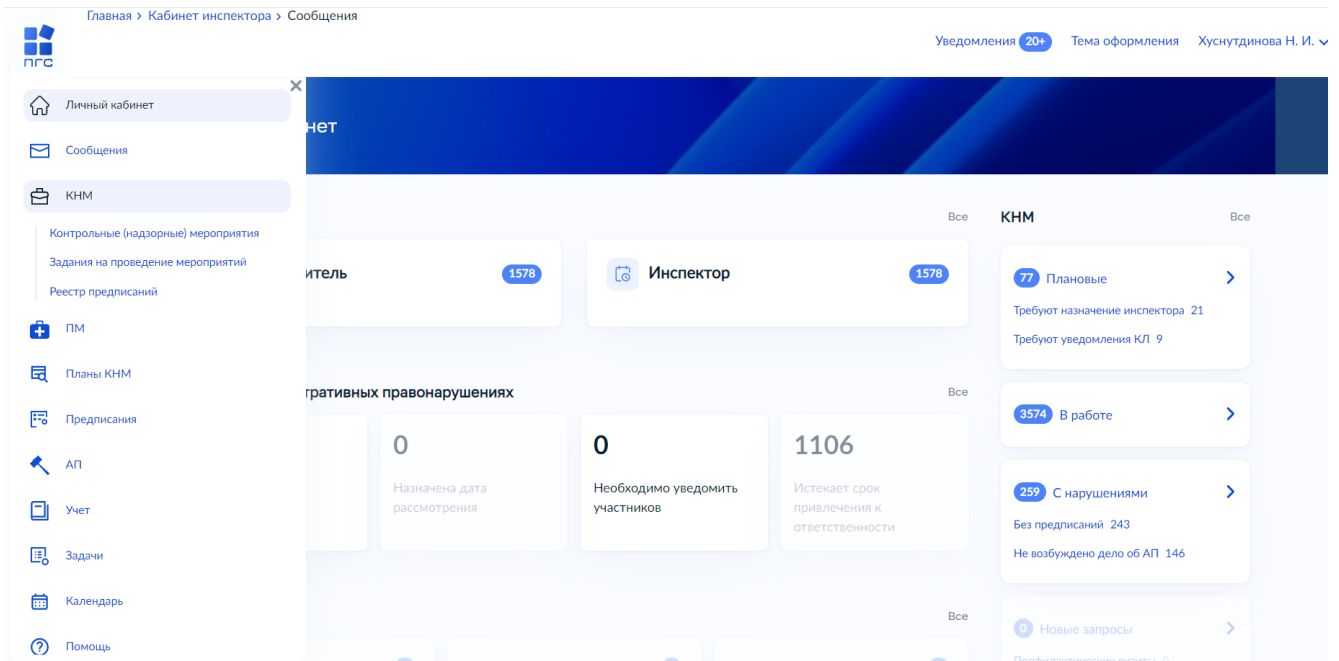 Главная > Кабинет инспектора > Сообщения
ПГС
Уведомления 20+ Тема оформления Хуснутдинова Н. И.
Личный кабинет
Сообщения
КНМ
Контрольные (надзорные) мероприятия
Задания на проведение мероприятий
Реестр предписаний
ПМ
Планы КНМ
Предписания
АП
Учет
Задачи
Календарь
Помощь
нет
Все
итель 1578
Инспектор 1578
тративных правонарушениях
Все
0
Назначена дата
рассмотрения
0
Необходимо уведомить
участников
1106
Истекает срок
привлечения к
ответственности
Все
КНМ Все
77 Плановые
Требуют назначение инспектора 21
Требуют уведомления КЛ 9
3574 В работе
259 С нарушениями
Без предписаний 243
Не возбуждено дело об АП 146
0 Новые запросы
Профилактические визиты 0